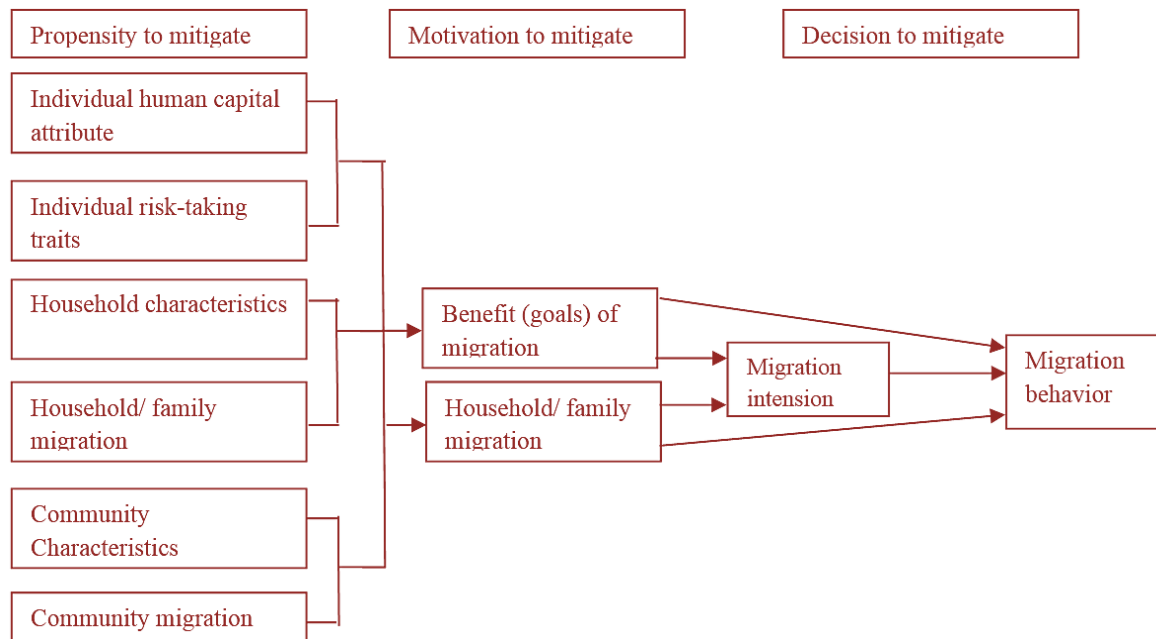 Propensity to mitigate
Motivation to mitigate
Decision to mitigate
Individual human capital
attribute
Individual risk-taking
traits
Household characteristics
Household/ family
migration
Community
Characteristics
Community migration
Benefit (goals) of
migration
Household/ family
migration
Migration
intension
Migration
behavior